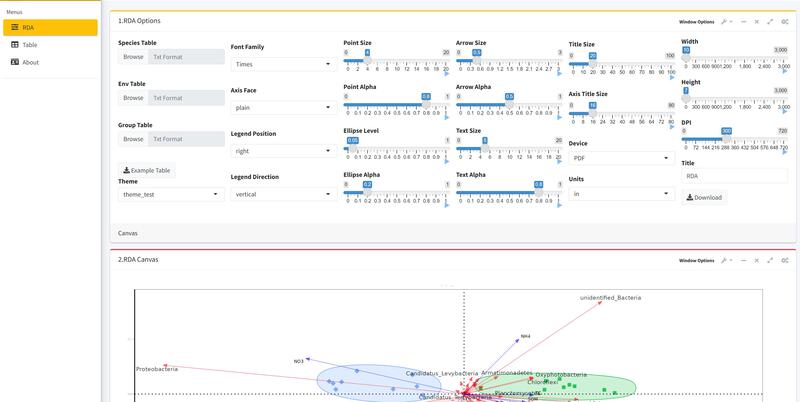 Menus
RDA
Table
About
1.RDA Options
Window Options
Species Table
Browse Txt Format
Env Table
Browse Txt Format
Group Table
Browse Txt Format
Example Table
Theme
theme_test
Font Family
Times
Axis Face
plain
Legend Position
right
Legend Direction
vertical
Point Size
0 4 20
0 2 4 6 8 10 12 14 16 18 20
Point Alpha
0 0.8 1
0 0.1 0.2 0.3 0.4 0.5 0.6 0.7 0.8 0.9 1
Ellipse Level
0.05 1
0 0.1 0.2 0.3 0.4 0.5 0.6 0.7 0.8 0.9 1
Ellipse Alpha
0 0.2 1
0 0.1 0.2 0.3 0.4 0.5 0.6 0.7 0.8 0.9 1
Arrow Size
0 3
0 0.3 0.6 0.9 1.2 1.5 1.8 2.1 2.4 2.7 3
Arrow Alpha
0 0.5 1
0 0.1 0.2 0.3 0.4 0.5 0.6 0.7 0.8 0.9 1
Text Size
0 20
0 2 4 6 8 10 12 14 16 18 20
Text Alpha
0 0.8 1
0 0.1 0.2 0.3 0.4 0.5 0.6 0.7 0.8 0.9 1
Title Size
0 20 100
0 10 20 30 40 50 60 70 80 90 100
Axis Title Size
0 16 80
0 8 16 24 32 40 48 56 64 72 80
Device
PDF
Units
in
Width
10 3,000
0 300 600 900 1,200 1,800 2,400 3,000
Height
7 3,000
0 300 600 900 1,200 1,800 2,400 3,000
DPI
0 300 720
0 72 144 216 288 360 432 504 576 648 720
Title
RDA
Download
Canvas
2.RDA Canvas
Window Options
unidentified_Bacteria
NH4
NO3
Proteobacteria
Candidatus_Levybacteria
Armatimonadetes
Oxyphotobacteria
Chloroflexi